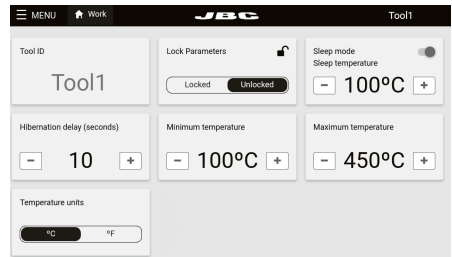 MENU Work JBC Tool1
Tool ID
Tool1
Lock Parameters
Locked Unlocked
Sleep mode
Sleep temperature
- 100ºC +
Hibernation delay (seconds)
- 10 +
Minimum temperature
- 100ºC +
Maximum temperature
- 450ºC +
Temperature units
ºC ºF